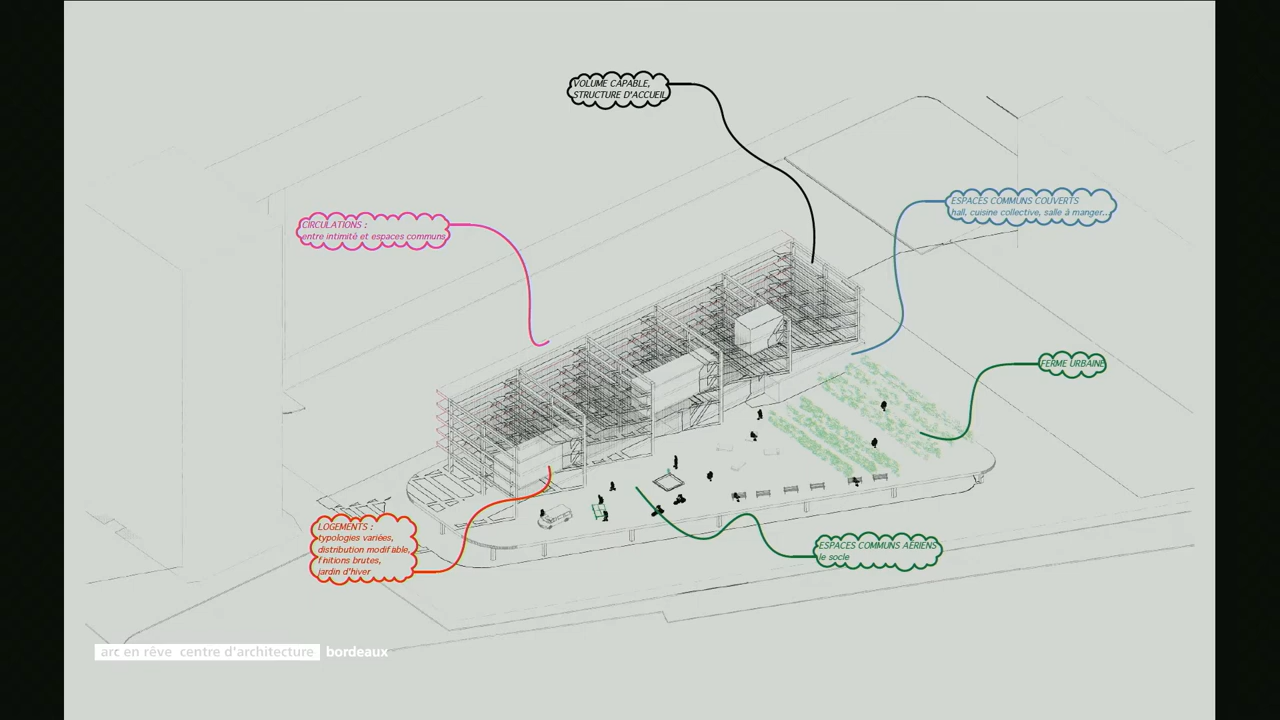 VOLUME CAPABLE,
STRUCTURE D'ACCUEIL
ESPACES COMMUNS COUVERTS
hall, cuisine collective, salle à manger...
CIRCULATIONS :
entre intimité et espaces communs
FERME URBAINE
LOGEMENTS :
typologies variées,
distribution modifiable,
finitions brutes,
jardin d'hiver
ESPACES COMMUNS AÉRIENS
le socle
arc en rêve centre d'architecture bordeaux